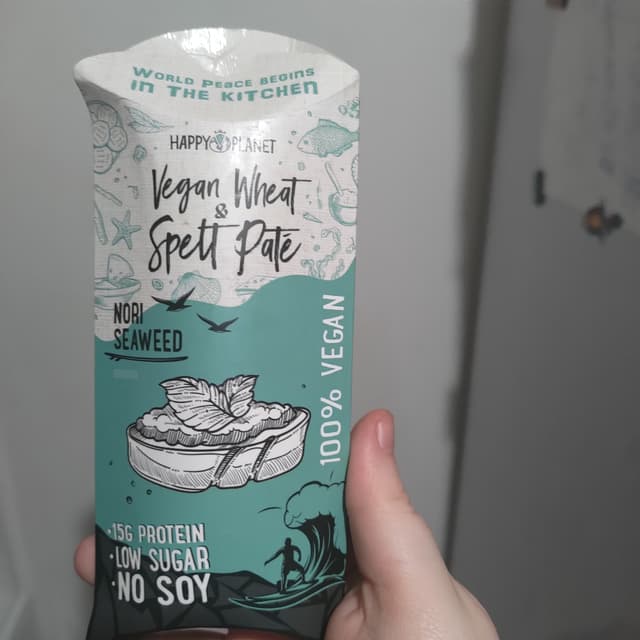 WORLD PEACE BEGINS
IN THE KITCHEN
HAPPY PLANET
Vegan Wheat
&
Spelt Paté
NORI
SEAWEED
100% VEGAN
·15G PROTEIN
·LOW SUGAR
·NO SOY